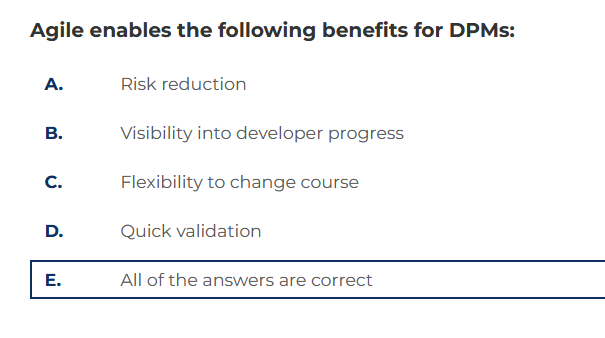 Agile enables the following benefits for DPMs:
A. Risk reduction
B. Visibility into developer progress
C. Flexibility to change course
D. Quick validation
E. All of the answers are correct